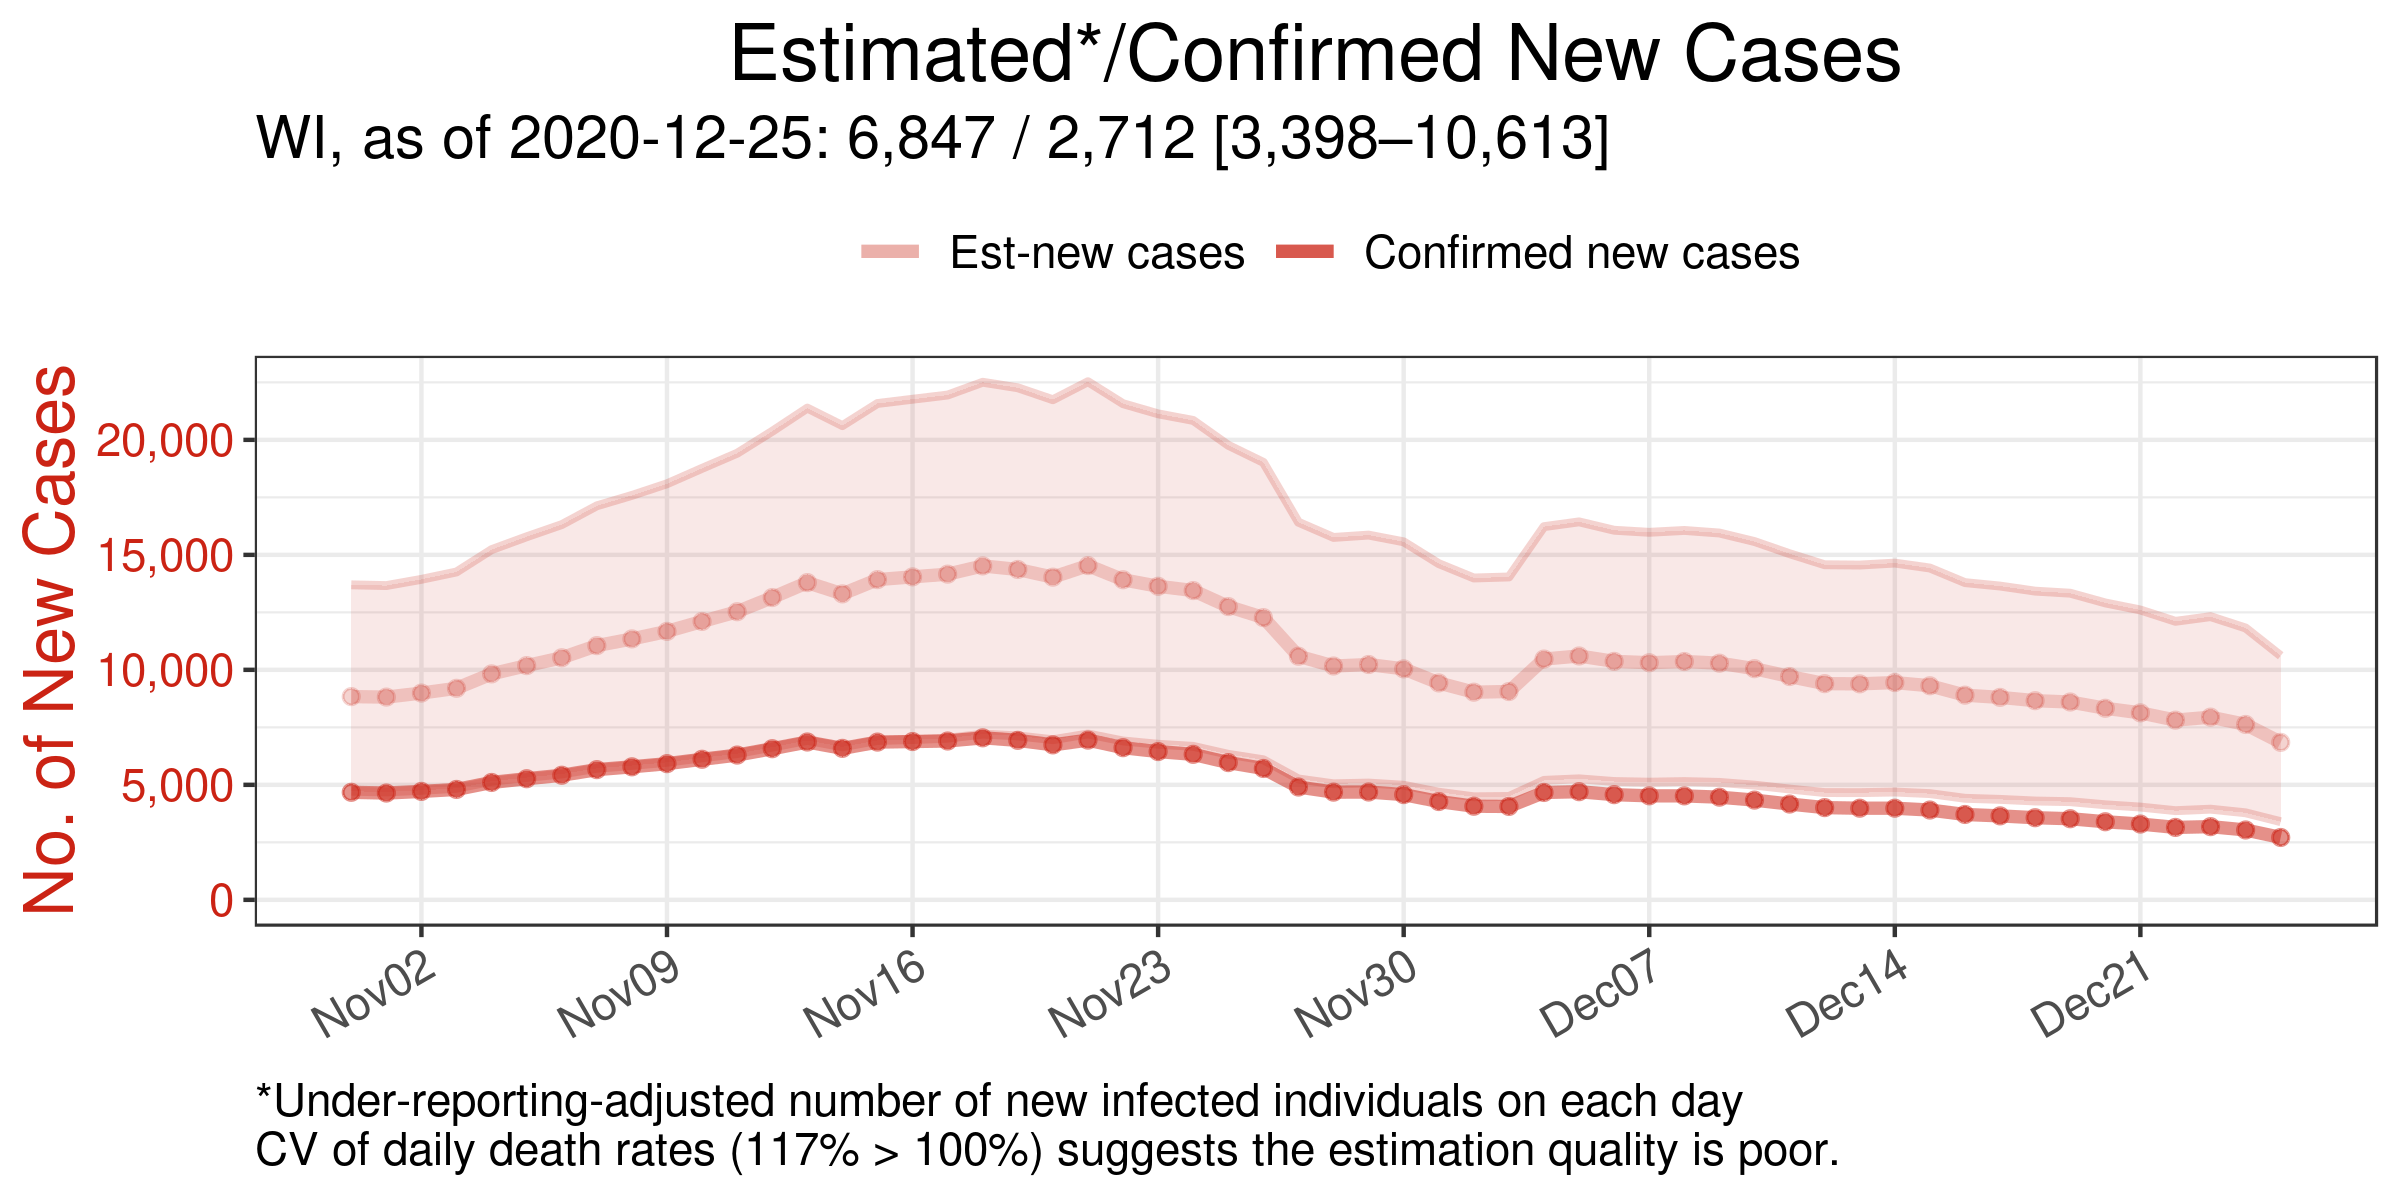 Estimated*/Confirmed New Cases
WI, as of 2020-12-25: 6,847 / 2,712 [3,398–10,613]
Est-new cases
Confirmed new cases
No. of New Cases
20,000
15,000
10,000
5,000
0
Nov02
Nov09
Nov16
Nov23
Nov30
Dec07
Dec14
Dec21
*Under-reporting-adjusted number of new infected individuals on each day
CV of daily death rates (117% > 100%) suggests the estimation quality is poor.